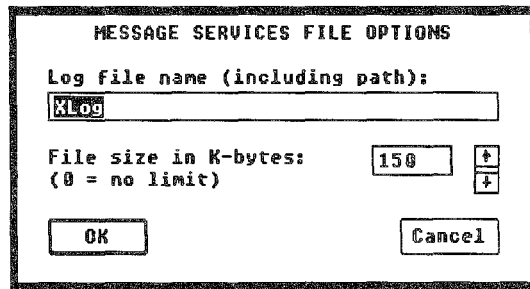 MESSAGE SERVICES FILE OPTIONS
Log file name (including path):
XLog
File size in K-bytes: 150
(0 = no limit)
OK Cancel